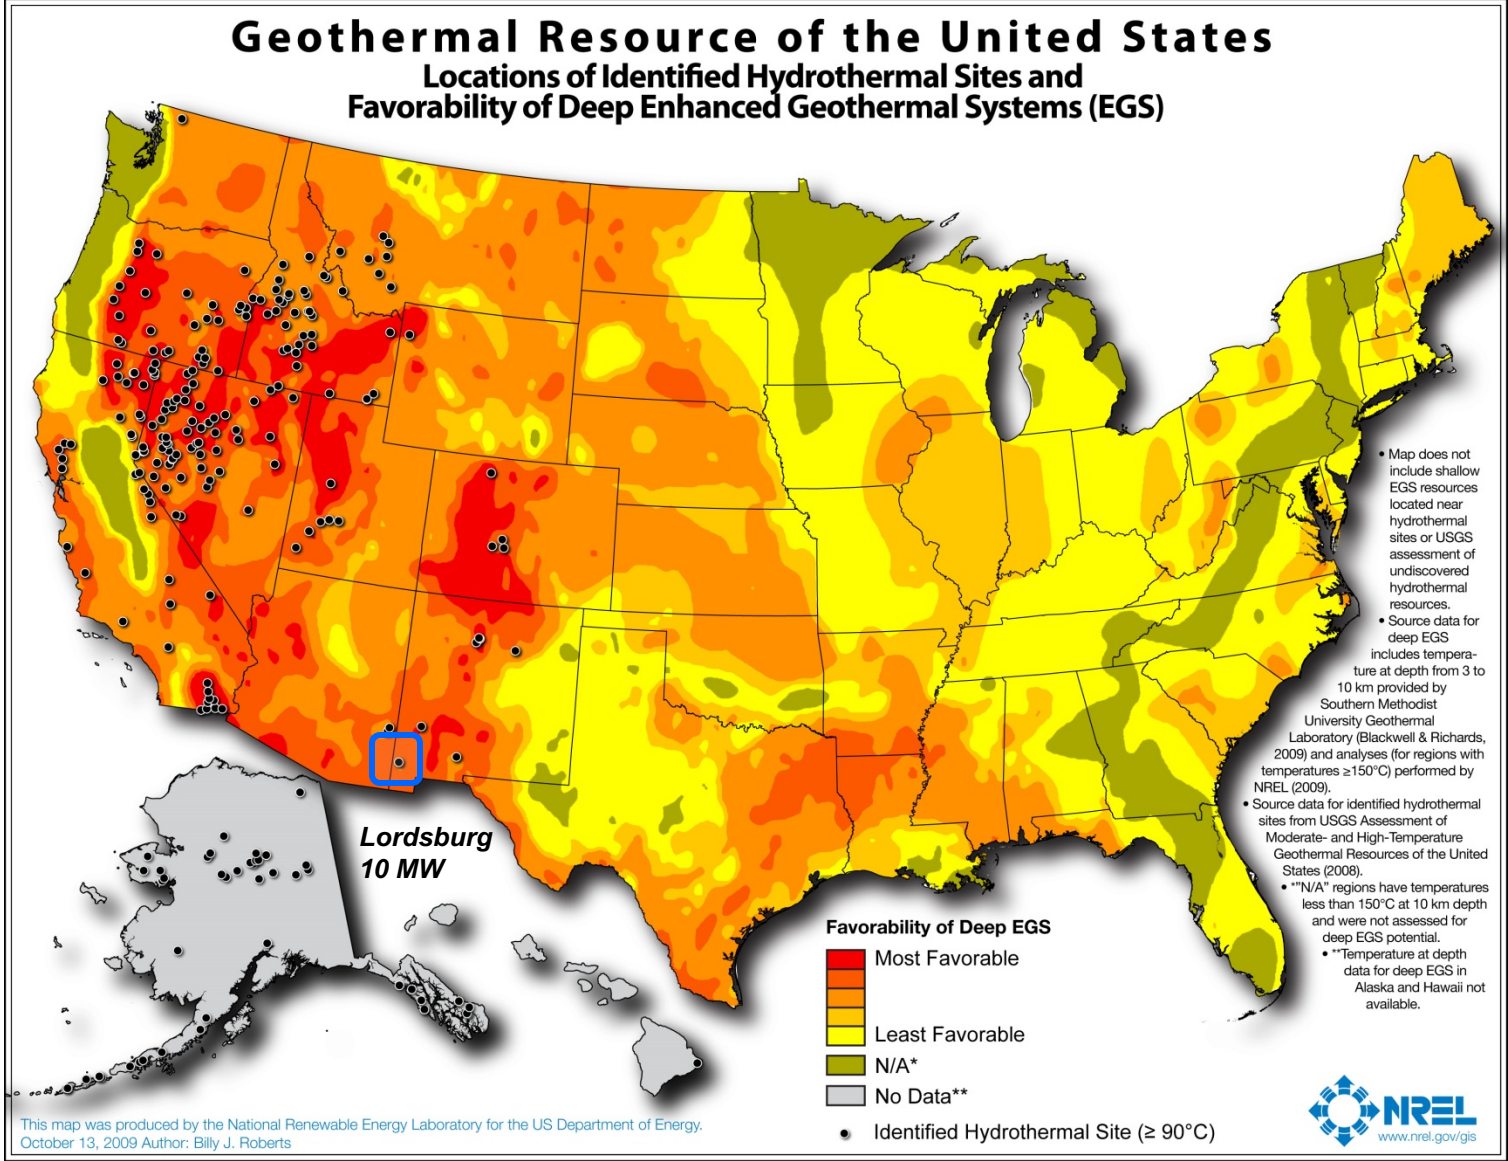 Geothermal Resource of the United States
Locations of Identified Hydrothermal Sites and
Favorability of Deep Enhanced Geothermal Systems (EGS)
• Map does not
include shallow
EGS resources
located near
hydrothermal
sites or USGS
assessment of
undiscovered
hydrothermal
resources.
• Source data for
deep EGS
includes tempera-
ture at depth from 3 to
10 km provided by
Southern Methodist
University Geothermal
Laboratory (Blackwell & Richards,
2009) and analyses (for regions with
temperatures ≥150°C) performed by
NREL (2009).
• Source data for identified hydrothermal
sites from USGS Assessment of
Moderate- and High-Temperature
Geothermal Resources of the United
States (2008).
• *"N/A" regions have temperatures
less than 150°C at 10 km depth
and were not assessed for
deep EGS potential.
• **Temperature at depth
data for deep EGS in
Alaska and Hawaii not
available.
Lordsburg
10 MW
Favorability of Deep EGS
Most Favorable
Least Favorable
N/A*
No Data**
Identified Hydrothermal Site (≥ 90°C)
This map was produced by the National Renewable Energy Laboratory for the US Department of Energy.
October 13, 2009 Author: Billy J. Roberts
NREL
www.nrel.gov/gis